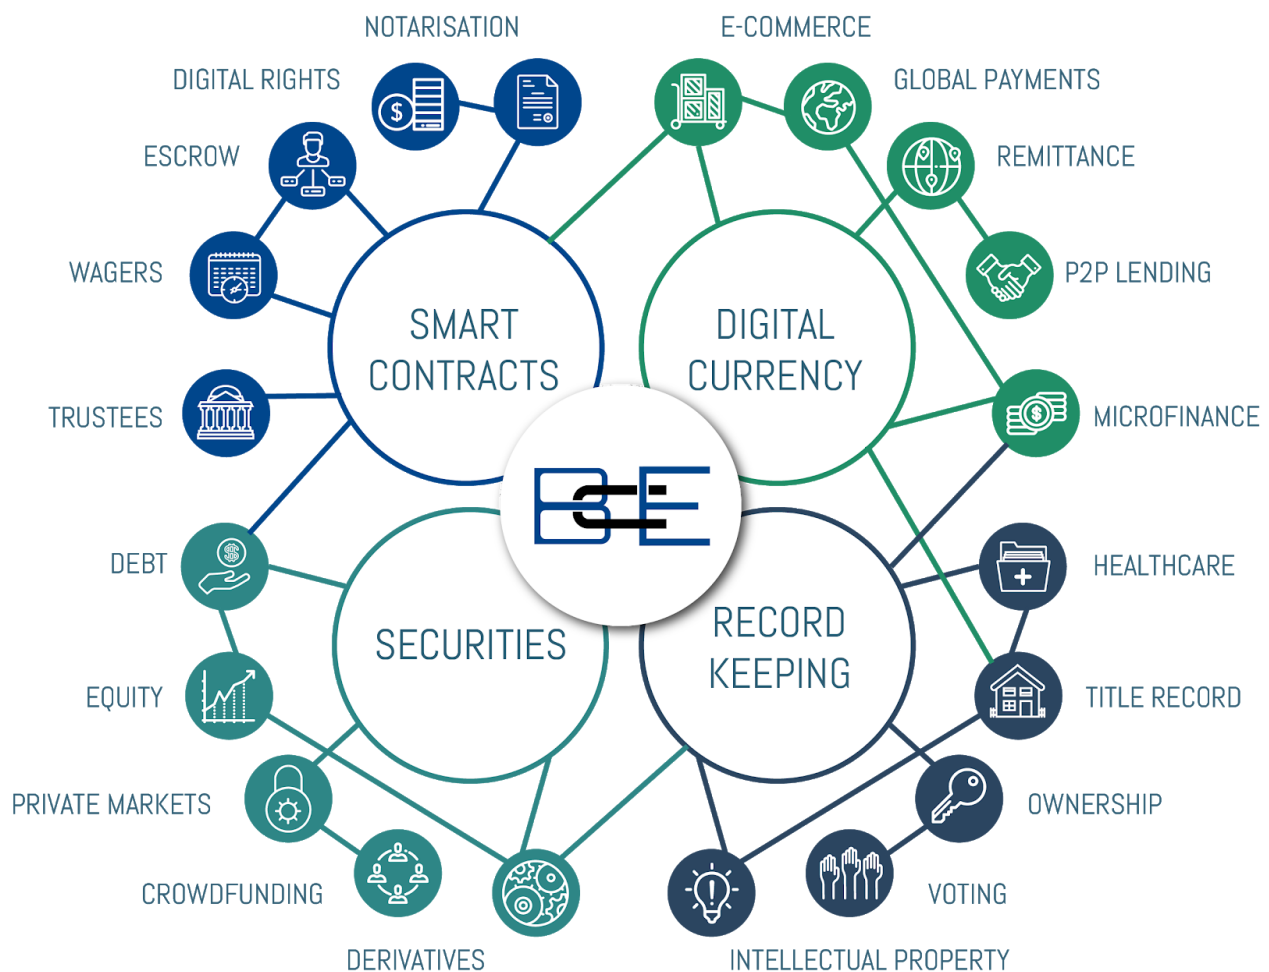 NOTARISATION
E-COMMERCE
DIGITAL RIGHTS
GLOBAL PAYMENTS
ESCROW
REMITTANCE
WAGERS
P2P LENDING
SMART
CONTRACTS
DIGITAL
CURRENCY
TRUSTEES
MICROFINANCE
BCE
DEBT
HEALTHCARE
SECURITIES
RECORD
KEEPING
EQUITY
TITLE RECORD
PRIVATE MARKETS
OWNERSHIP
CROWDFUNDING
VOTING
DERIVATIVES
INTELLECTUAL PROPERTY